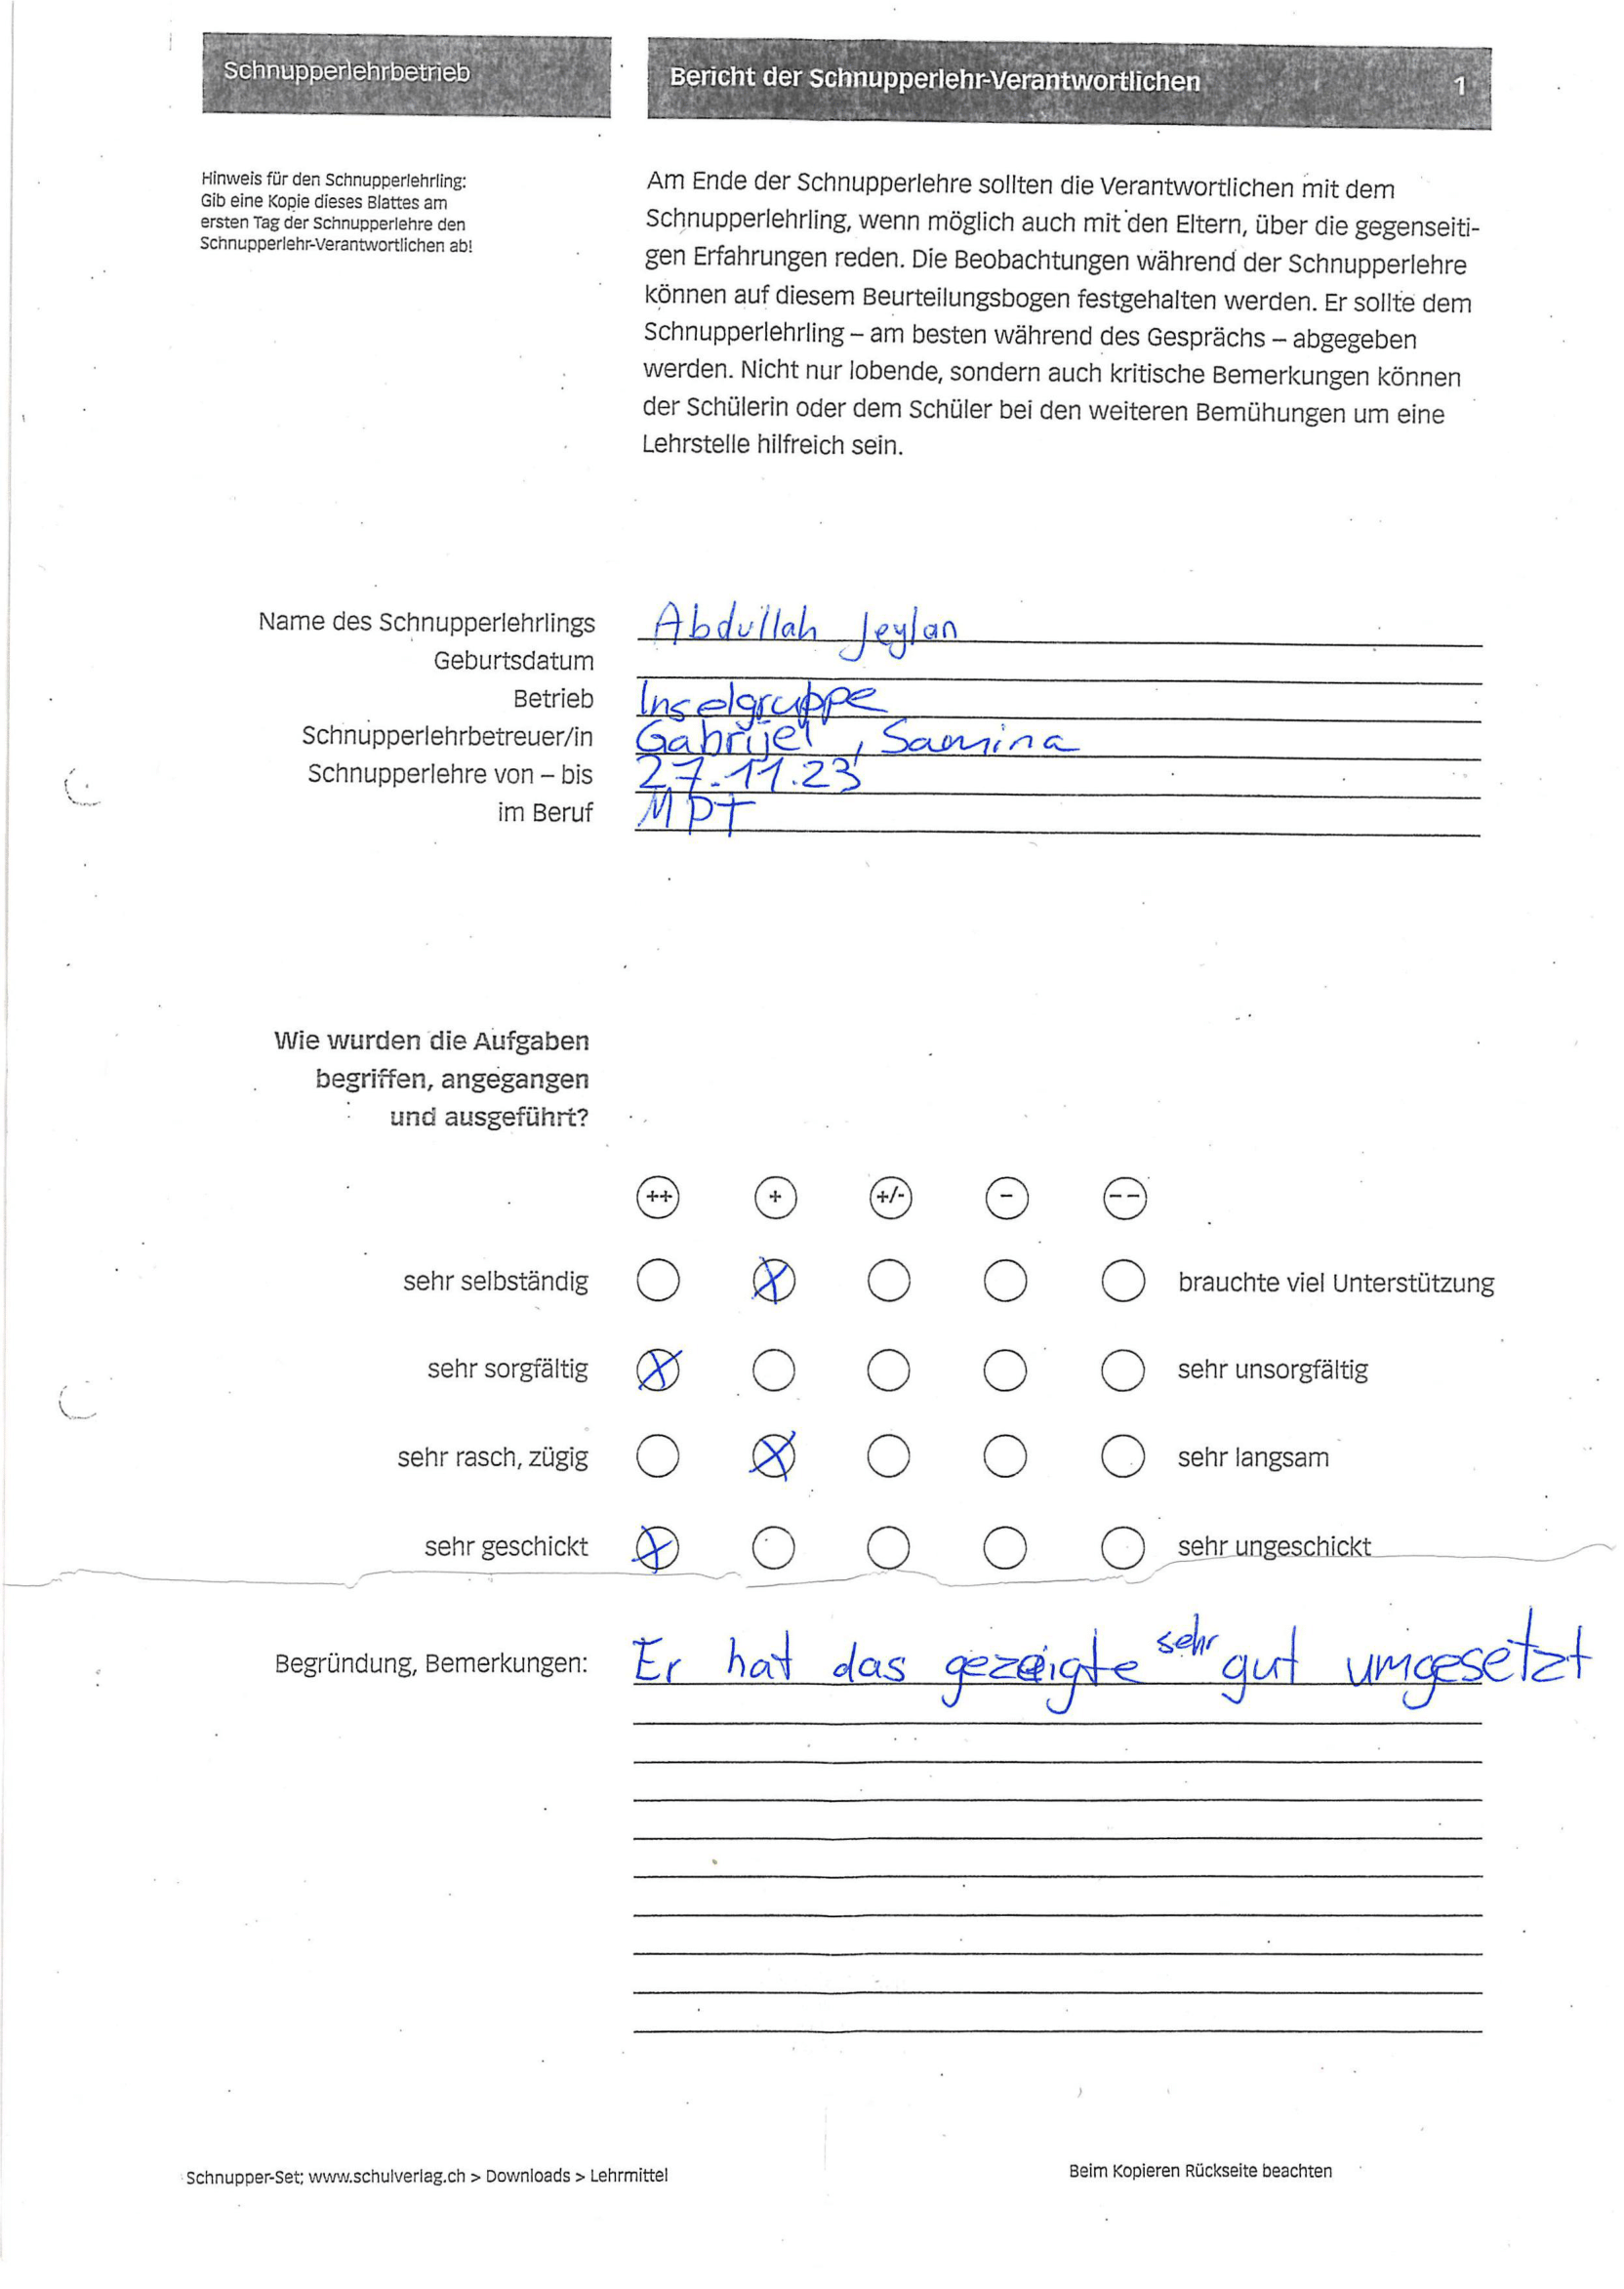 Schnupperlehrbetrieb
Bericht der Schnupperlehr-Verantwortlichen 1
Hinweis für den Schnupperlehrling:
Gib eine Kopie dieses Blattes am
ersten Tag der Schnupperlehre den
Schnupperlehr-Verantwortlichen ab!
Am Ende der Schnupperlehre sollten die Verantwortlichen mit dem
Schnupperlehrling, wenn möglich auch mit den Eltern, über die gegenseiti-
gen Erfahrungen reden. Die Beobachtungen während der Schnupperlehre
können auf diesem Beurteilungsbogen festgehalten werden. Er sollte dem
Schnupperlehrling – am besten während des Gesprächs – abgegeben
werden. Nicht nur lobende, sondern auch kritische Bemerkungen können
der Schülerin oder dem Schüler bei den weiteren Bemühungen um eine
Lehrstelle hilfreich sein.
Name des Schnupperlehrlings Abdullah Jeylan
Geburtsdatum
Betrieb Inselgruppe
Schnupperlehrbetreuer/in Gabrijel, Samina
Schnupperlehre von – bis 27.11.23
im Beruf MPT
Wie wurden die Aufgaben
begriffen, angegangen
und ausgeführt?
++ + +/- – – –
sehr selbständig X brauchte viel Unterstützung
sehr sorgfältig X sehr unsorgfältig
sehr rasch, zügig X sehr langsam
sehr geschickt X sehr ungeschickt
Begründung, Bemerkungen: Er hat das gezeigte sehr gut umgesetzt
Schnupper-Set; www.schulverlag.ch > Downloads > Lehrmittel
Beim Kopieren Rückseite beachten